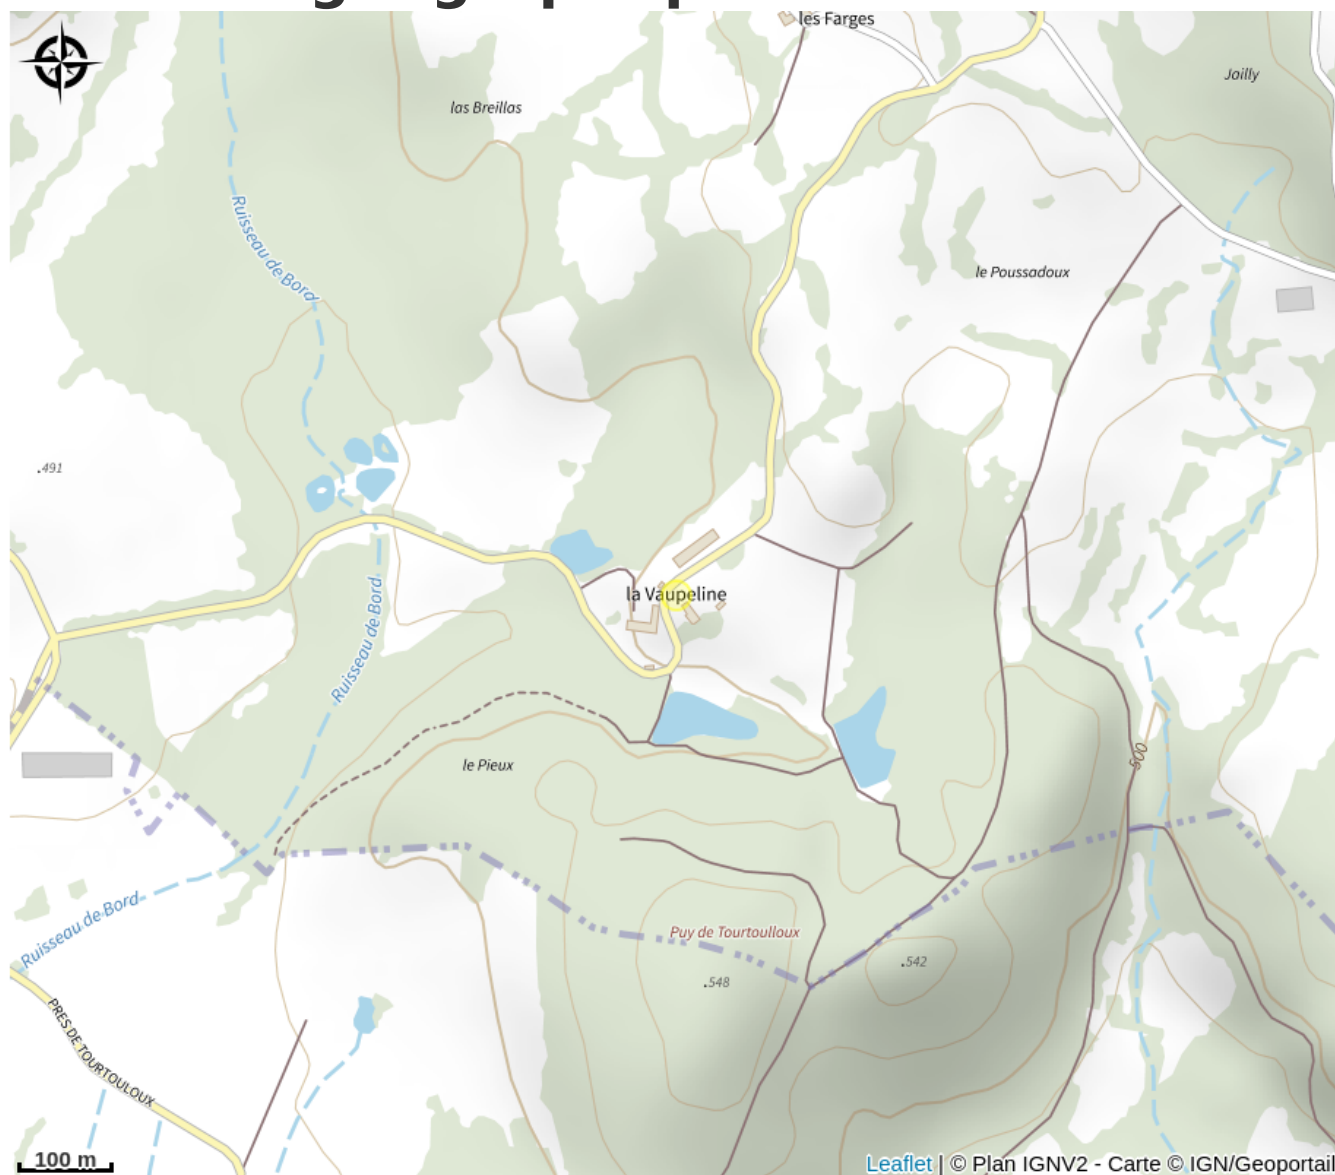 les Farges
Joilly
las Breillas
Ruisseau de Bord
le Poussadoux
.491
la Vaupeline
Ruisseau de Bord
600
le Pieux
Ruisseau de Bord
Puy de Tourtoulloux
.542
.548
PRES DE TOURTOULOUX
100 m
Leaflet | © Plan IGNV2 - Carte © IGN/Geoportail